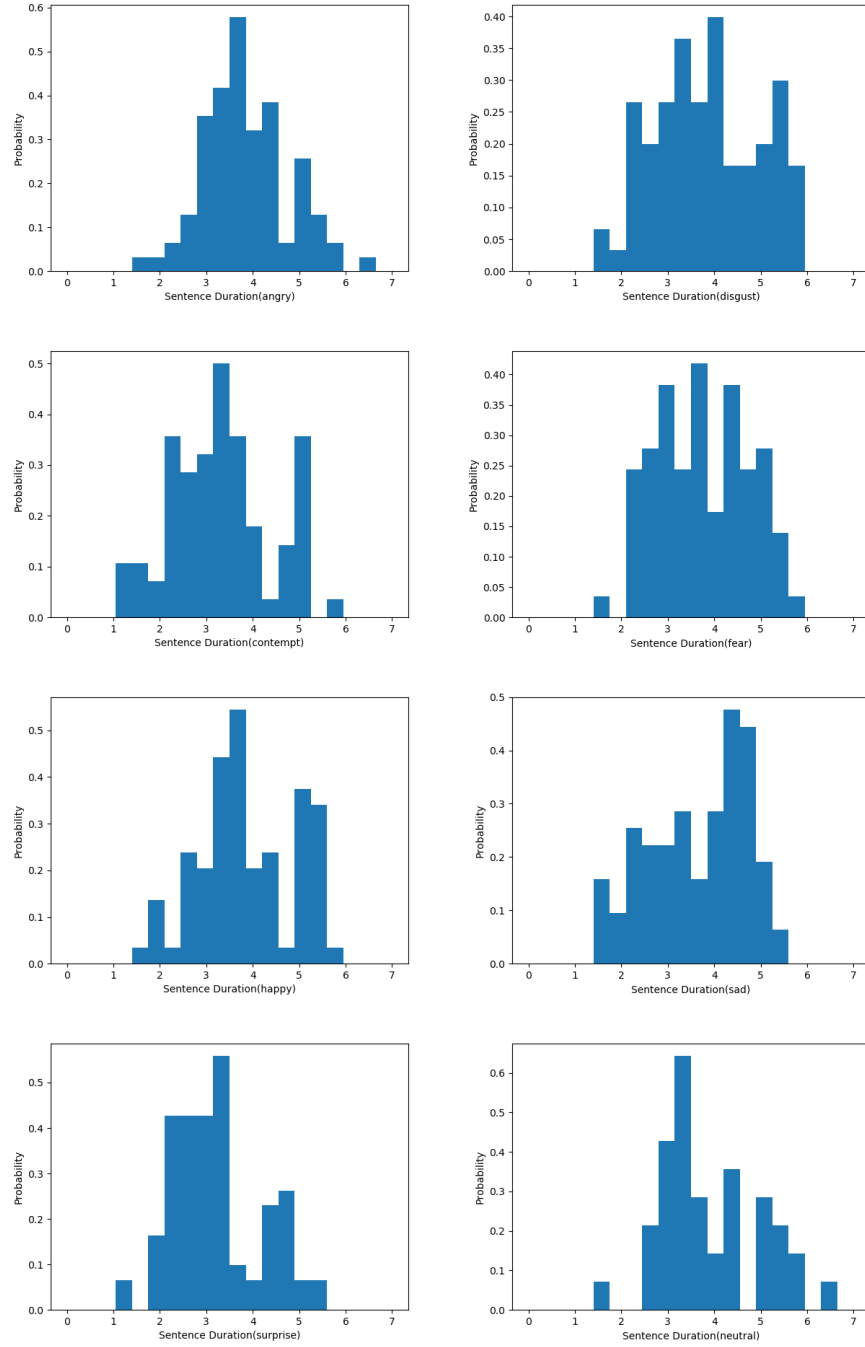 0.6
0.5
0.4
0.3
0.2
0.1
0.0
Probability
0 1 2 3 4 5 6 7
Sentence Duration(angry)
0.40
0.35
0.30
0.25
0.20
0.15
0.10
0.05
0.00
Probability
0 1 2 3 4 5 6 7
Sentence Duration(disgust)
0.5
0.4
0.3
0.2
0.1
0.0
Probability
0 1 2 3 4 5 6 7
Sentence Duration(contempt)
0.40
0.35
0.30
0.25
0.20
0.15
0.10
0.05
0.00
Probability
0 1 2 3 4 5 6 7
Sentence Duration(fear)
0.5
0.4
0.3
0.2
0.1
0.0
Probability
0 1 2 3 4 5 6 7
Sentence Duration(happy)
0.5
0.4
0.3
0.2
0.1
0.0
Probability
0 1 2 3 4 5 6 7
Sentence Duration(sad)
0.5
0.4
0.3
0.2
0.1
0.0
Probability
0 1 2 3 4 5 6 7
Sentence Duration(surprise)
0.6
0.5
0.4
0.3
0.2
0.1
0.0
Probability
0 1 2 3 4 5 6 7
Sentence Duration(neutral)